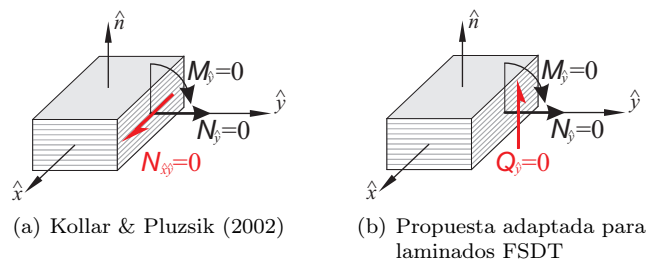 n̂
M_ŷ=0
ŷ
N_ŷ=0
N_x̂ŷ=0
x̂
(a) Kollar & Pluzsik (2002)
n̂
M_ŷ=0
ŷ
N_ŷ=0
Q_ŷ=0
x̂
(b) Propuesta adaptada para
laminados FSDT